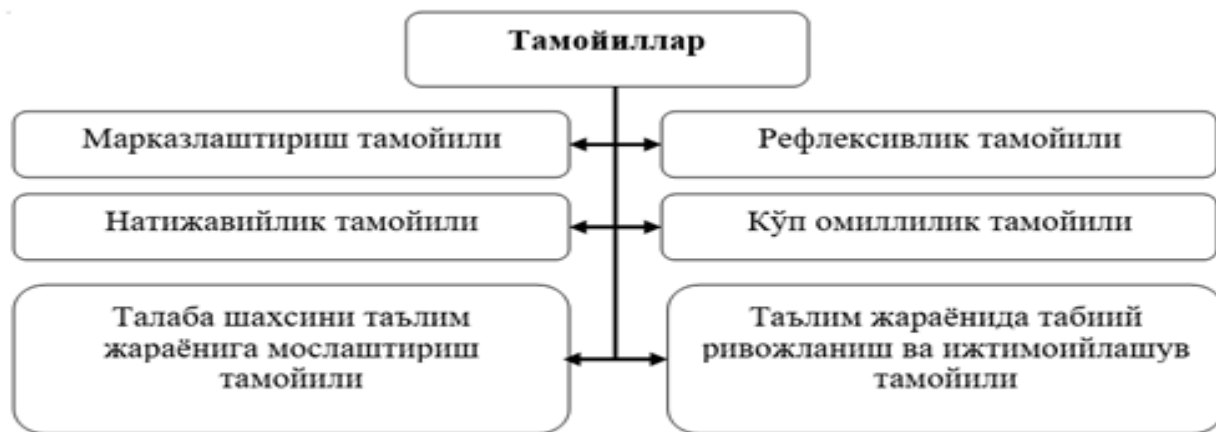 Тамойиллар
Марказлаштириш тамойили
Рефлексивлик тамойили
Натижавийлик тамойили
Кўп омиллилик тамойили
Талаба шахсини таълим
жараёнига мослаштириш
тамойили
Таълим жараёнида табиий
ривожланиш ва ижтимоийлашув
тамойили